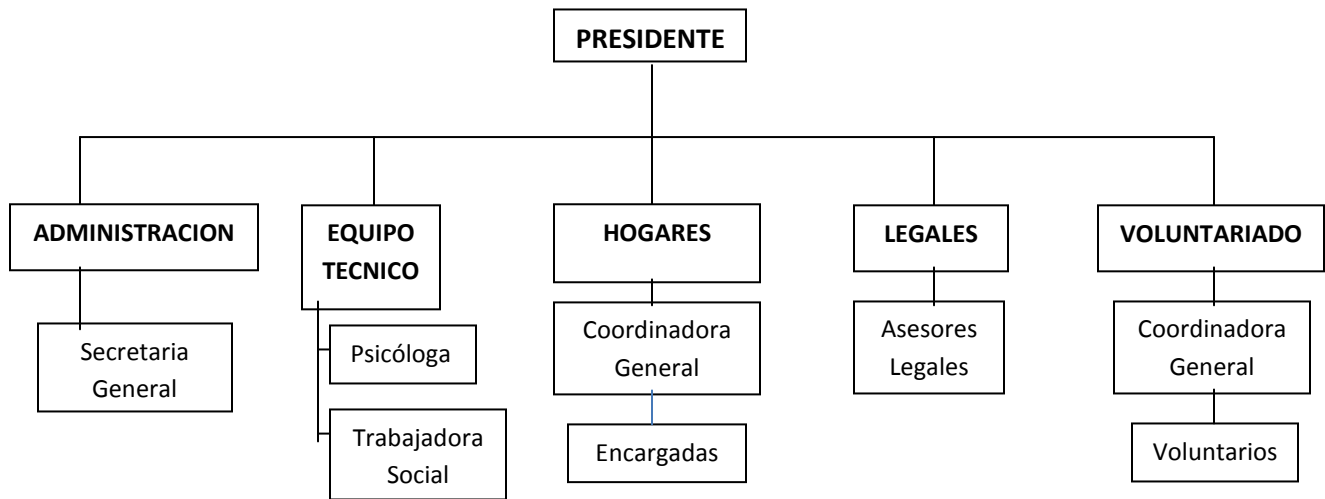 PRESIDENTE
ADMINISTRACION
EQUIPO
TECNICO
HOGARES
LEGALES
VOLUNTARIADO
Secretaria
General
Psicóloga
Trabajadora
Social
Coordinadora
General
Encargadas
Asesores
Legales
Coordinadora
General
Voluntarios